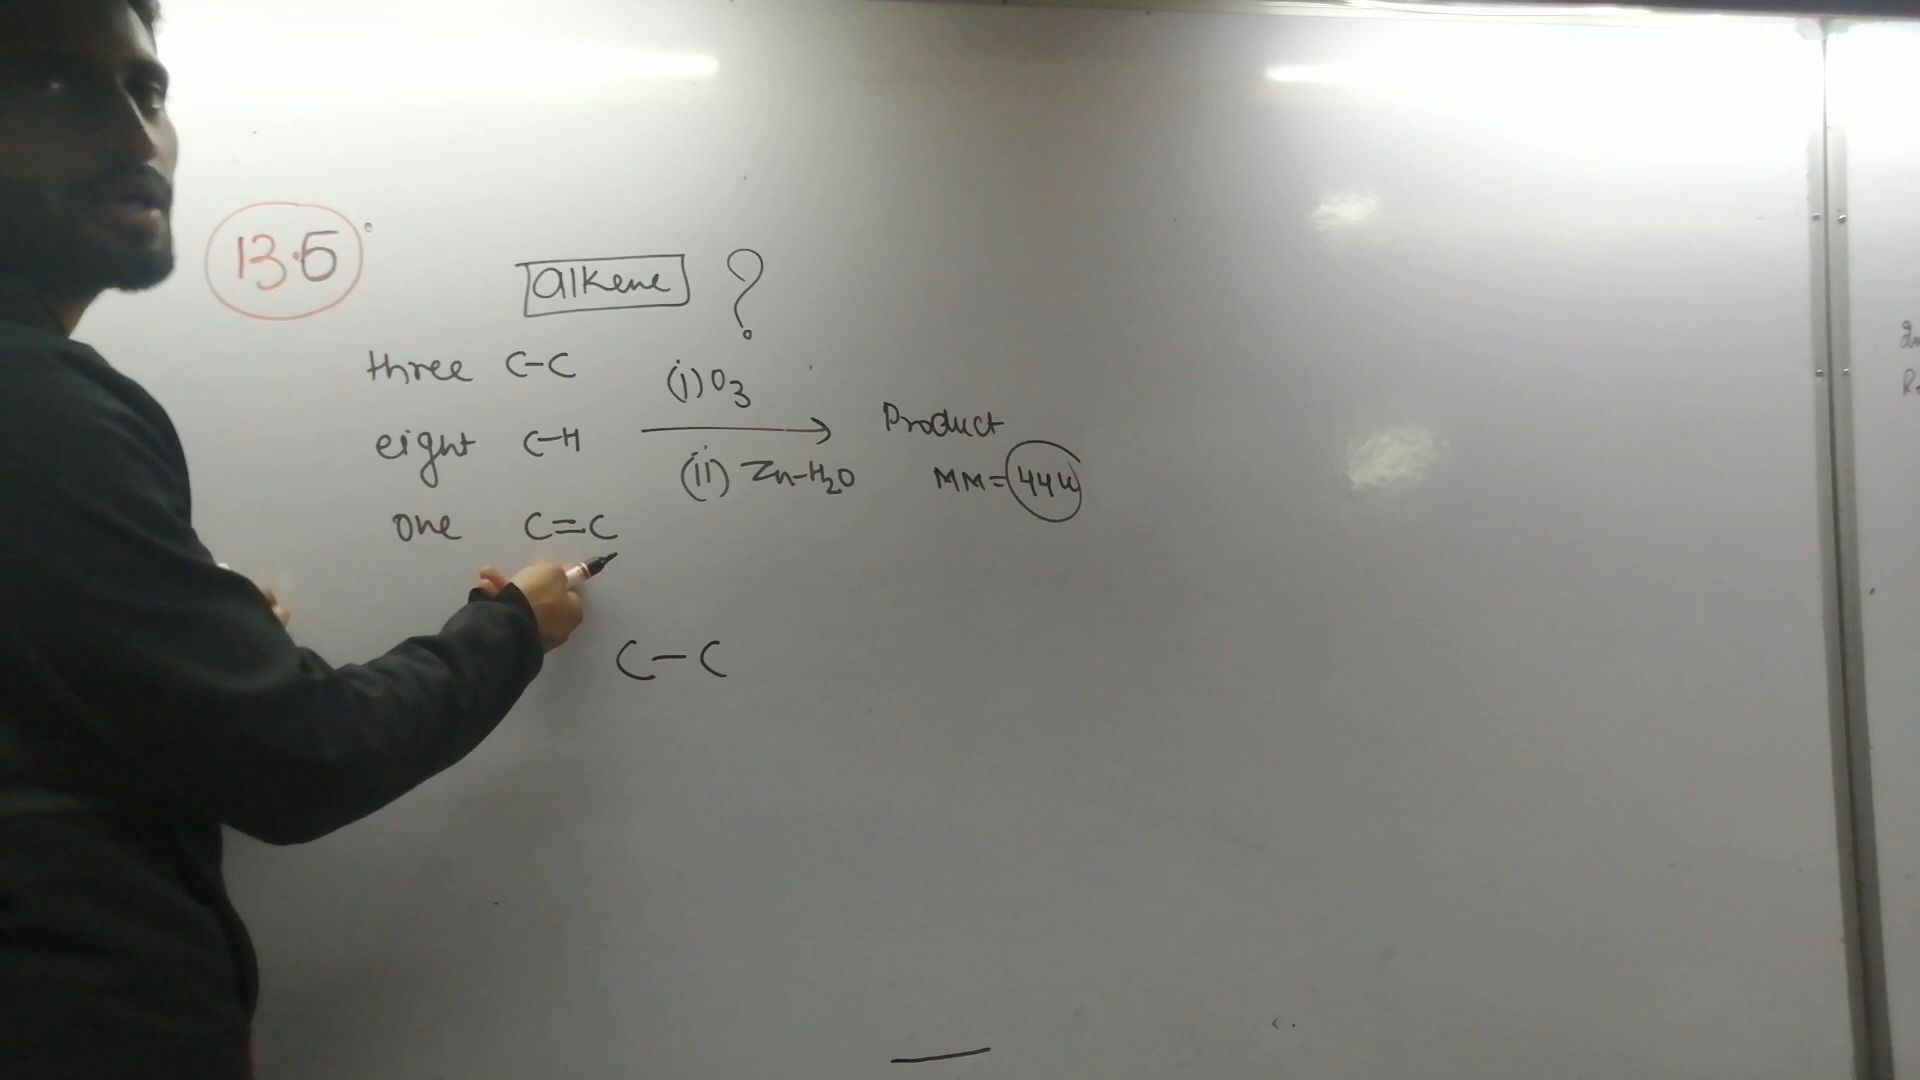 13.5
alkene ?
three C-C
eight C-H
one C=C
(i) O3
(ii) Zn-H2O
Product
MM=44u
C-C